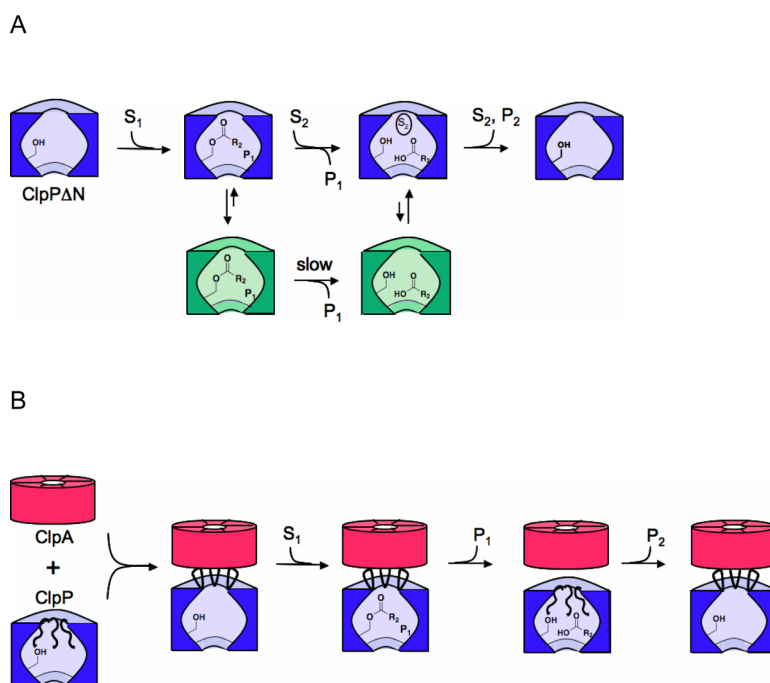 A
S1
S2
S2, P2
OH
O
O
R2
P1
S2
OH
O
HO
R2
OH
P1
ClpPΔN
O
O
R2
P1
slow
P1
OH
O
HO
R2
B
ClpA
+
ClpP
OH
OH
S1
O
O
R2
P1
P1
OH
O
HO
R2
P2
OH